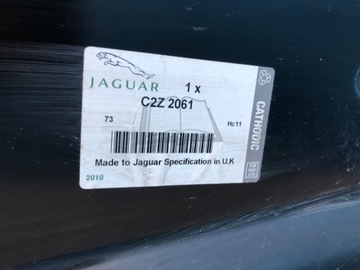 JAGUAR
1 x
C2Z 2061
73
Hc11
Made to Jaguar Specification in U.K
2010
CATHODIC